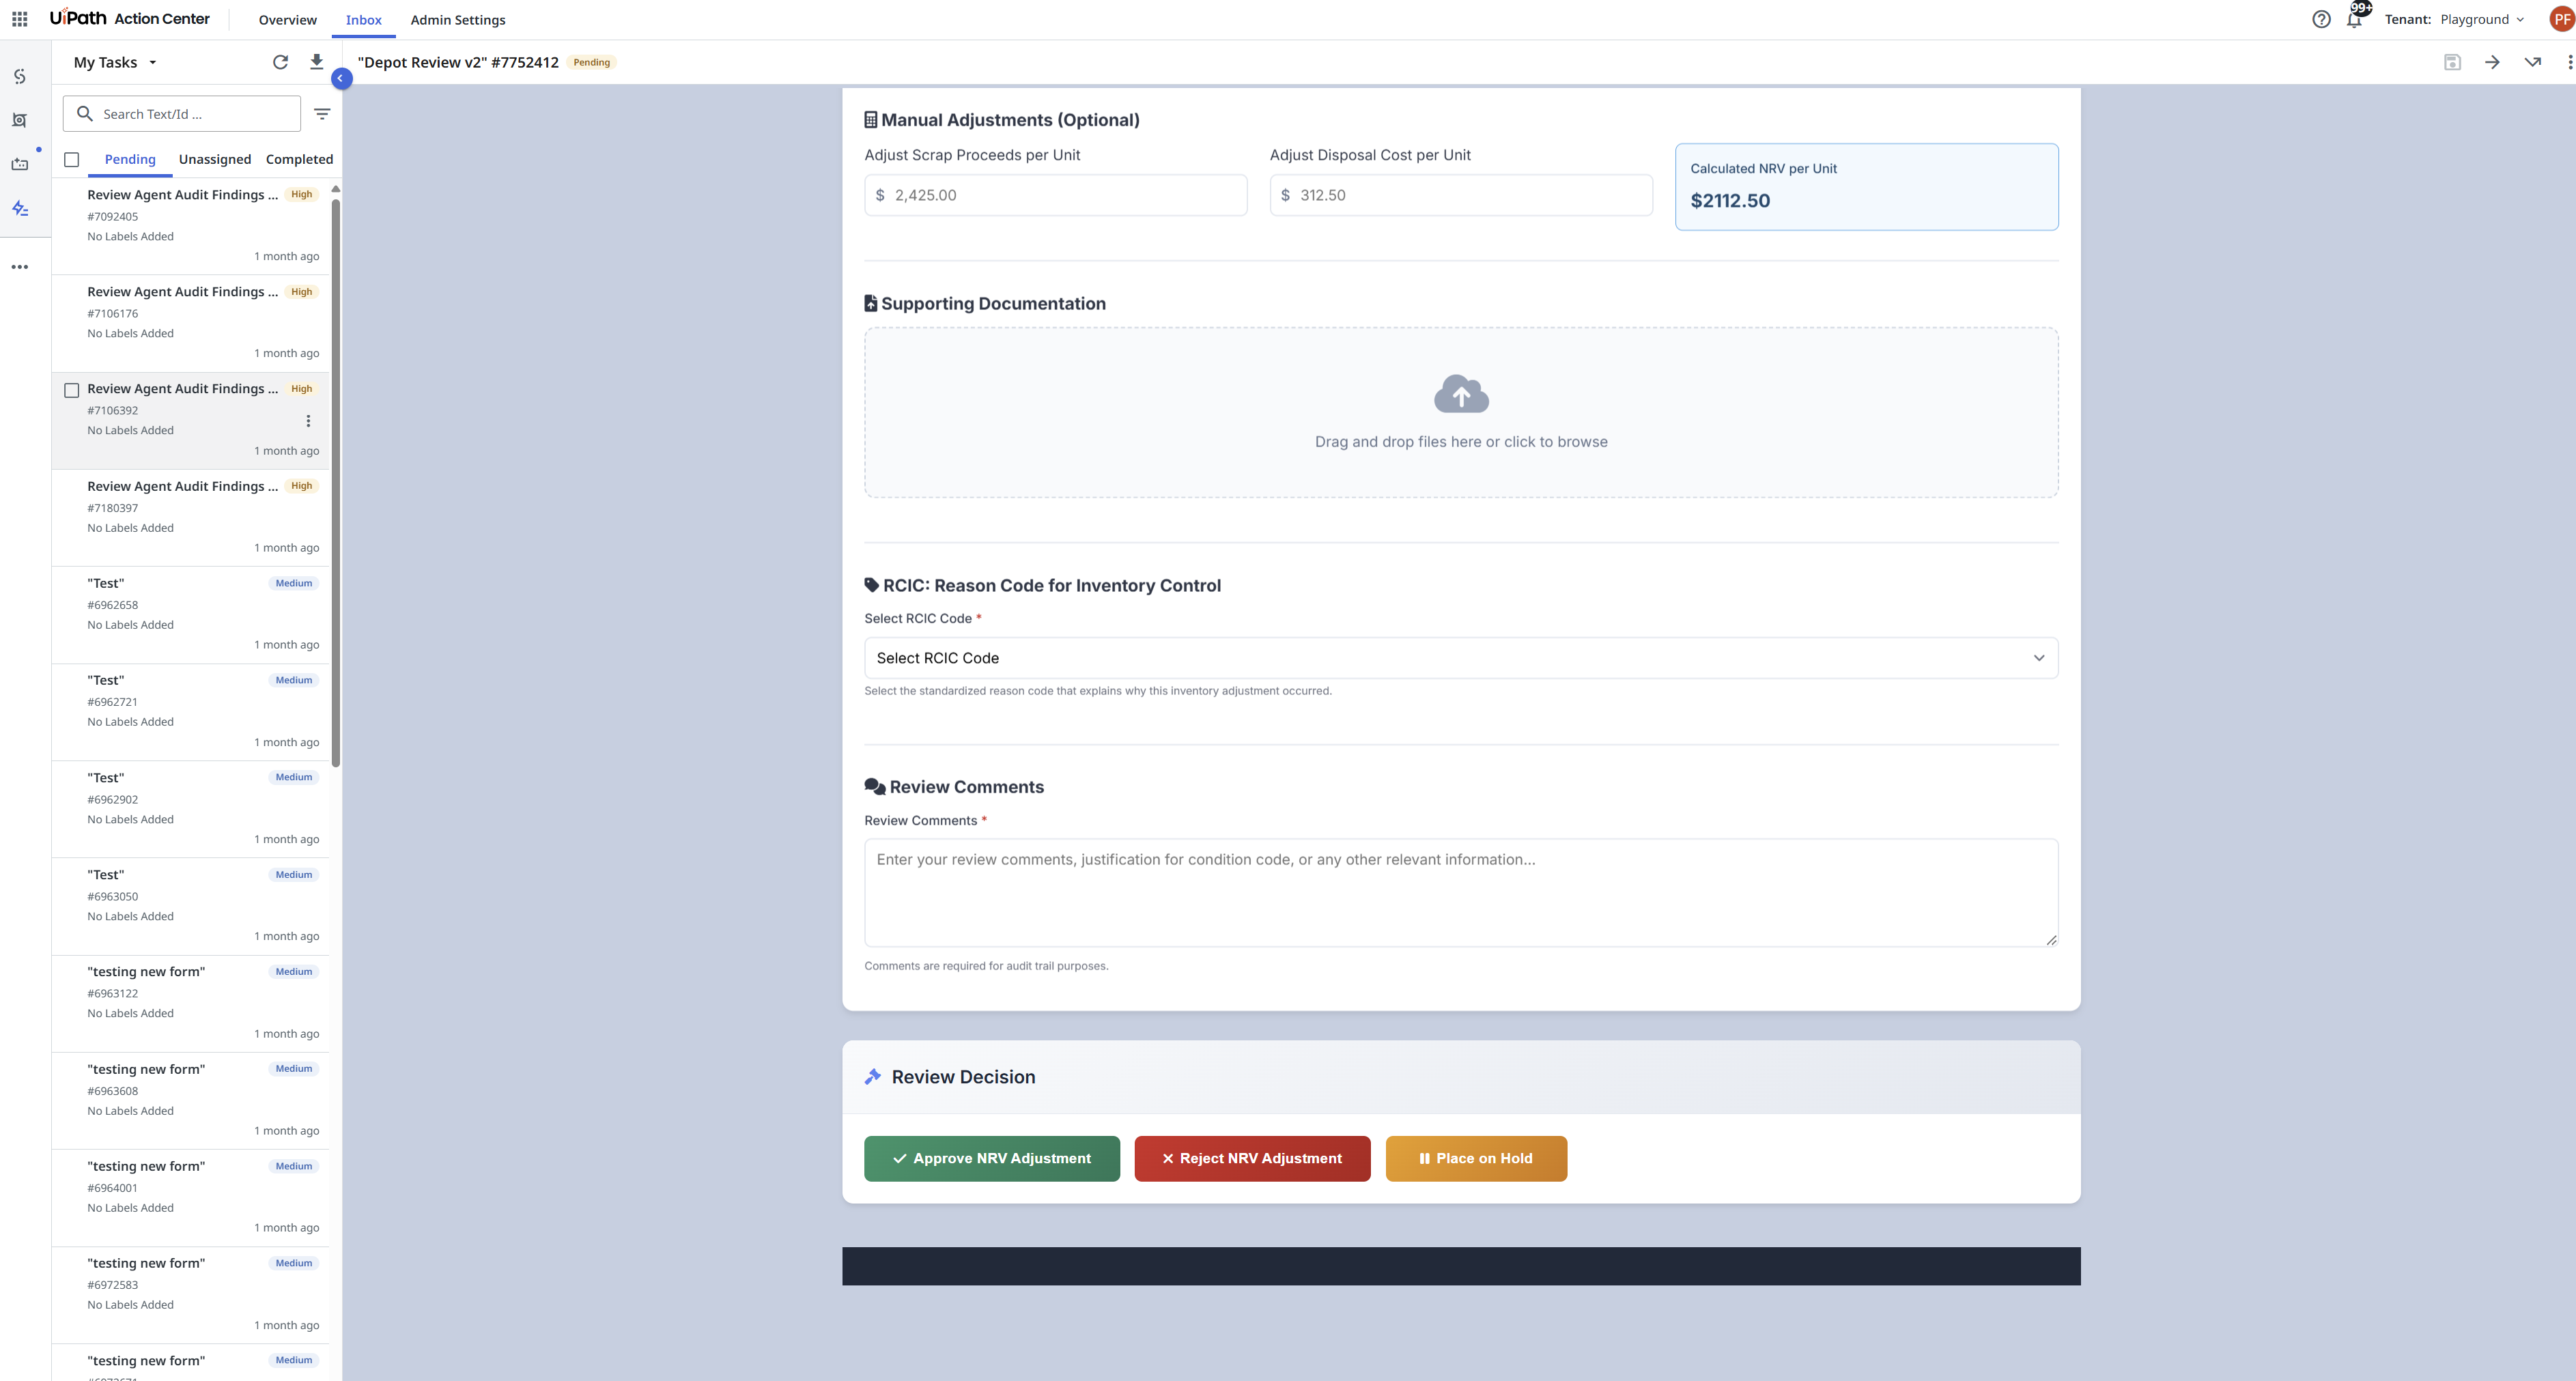 UiPath Action Center
Overview
Inbox
Admin Settings
99+
Tenant: Playground
PF
My Tasks
"Depot Review v2" #7752412
Pending
Search Text/Id ...
Pending
Unassigned
Completed
Review Agent Audit Findings ...
High
#7092405
No Labels Added
1 month ago
Review Agent Audit Findings ...
High
#7106176
No Labels Added
1 month ago
Review Agent Audit Findings ...
High
#7106392
No Labels Added
1 month ago
Review Agent Audit Findings ...
High
#7180397
No Labels Added
1 month ago
"Test"
Medium
#6962658
No Labels Added
1 month ago
"Test"
Medium
#6962721
No Labels Added
1 month ago
"Test"
Medium
#6962902
No Labels Added
1 month ago
"Test"
Medium
#6963050
No Labels Added
1 month ago
"testing new form"
Medium
#6963122
No Labels Added
1 month ago
"testing new form"
Medium
#6963608
No Labels Added
1 month ago
"testing new form"
Medium
#6964001
No Labels Added
1 month ago
"testing new form"
Medium
#6972583
No Labels Added
1 month ago
"testing new form"
Medium
Manual Adjustments (Optional)
Adjust Scrap Proceeds per Unit
$ 2,425.00
Adjust Disposal Cost per Unit
$ 312.50
Calculated NRV per Unit
$2112.50
Supporting Documentation
Drag and drop files here or click to browse
RCIC: Reason Code for Inventory Control
Select RCIC Code *
Select RCIC Code
Select the standardized reason code that explains why this inventory adjustment occurred.
Review Comments
Review Comments *
Enter your review comments, justification for condition code, or any other relevant information...
Comments are required for audit trail purposes.
Review Decision
Approve NRV Adjustment
Reject NRV Adjustment
Place on Hold